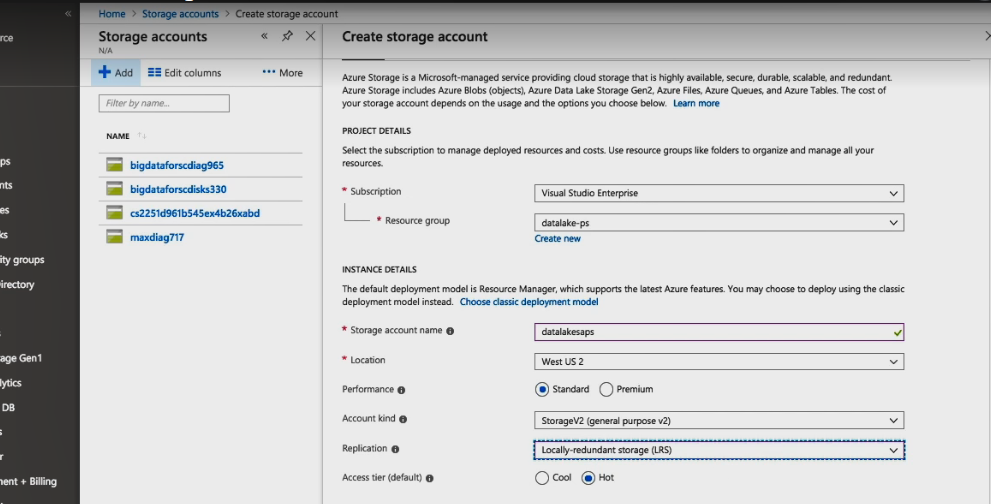 Home > Storage accounts > Create storage account
rce
ps
nts
es
ks
ity groups
irectory
s
age Gen1
lytics
DB
s
r
ment + Billing
Storage accounts
N/A
Add
Edit columns
••• More
Filter by name...
NAME
bigdataforscdiag965
bigdataforscdisks330
cs2251d961b545ex4b26xabd
maxdiag717
Create storage account
Azure Storage is a Microsoft-managed service providing cloud storage that is highly available, secure, durable, scalable, and redundant.
Azure Storage includes Azure Blobs (objects), Azure Data Lake Storage Gen2, Azure Files, Azure Queues, and Azure Tables. The cost of
your storage account depends on the usage and the options you choose below. Learn more
PROJECT DETAILS
Select the subscription to manage deployed resources and costs. Use resource groups like folders to organize and manage all your
resources.
* Subscription
Visual Studio Enterprise
* Resource group
datalake-ps
Create new
INSTANCE DETAILS
The default deployment model is Resource Manager, which supports the latest Azure features. You may choose to deploy using the classic
deployment model instead. Choose classic deployment model
* Storage account name
datalakesaps
* Location
West US 2
Performance
Standard Premium
Account kind
StorageV2 (general purpose v2)
Replication
Locally-redundant storage (LRS)
Access tier (default)
Cool Hot